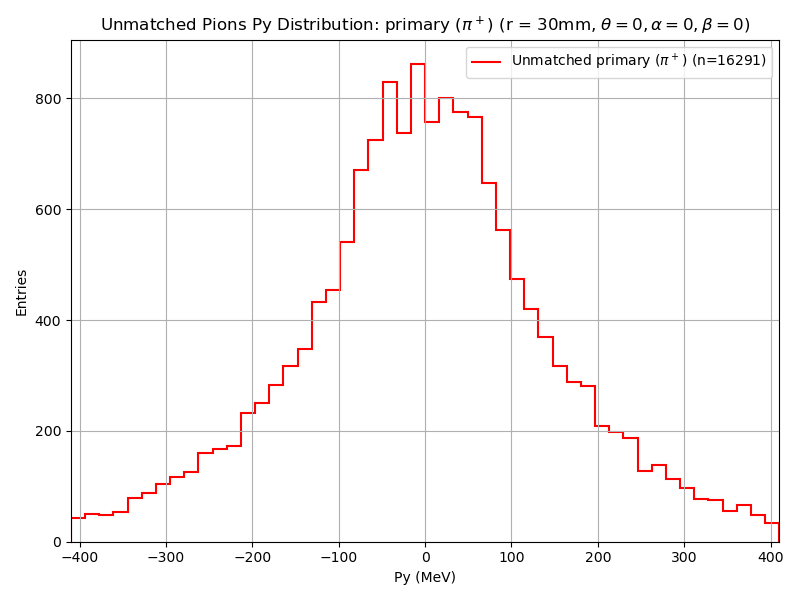 Unmatched Pions Py Distribution: primary (π⁺) (r = 30mm, θ = 0, α = 0, β = 0)
Unmatched primary (π⁺) (n=16291)
Entries
800
600
400
200
0
−400 −300 −200 −100 0 100 200 300 400
Py (MeV)